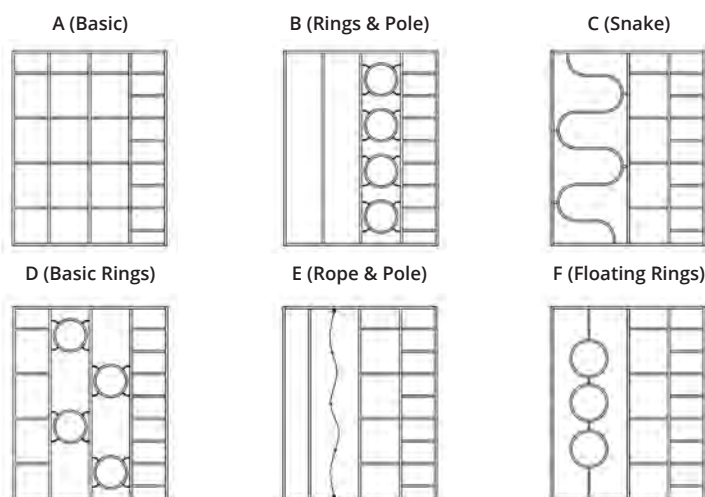 A (Basic)
B (Rings & Pole)
C (Snake)
D (Basic Rings)
E (Rope & Pole)
F (Floating Rings)